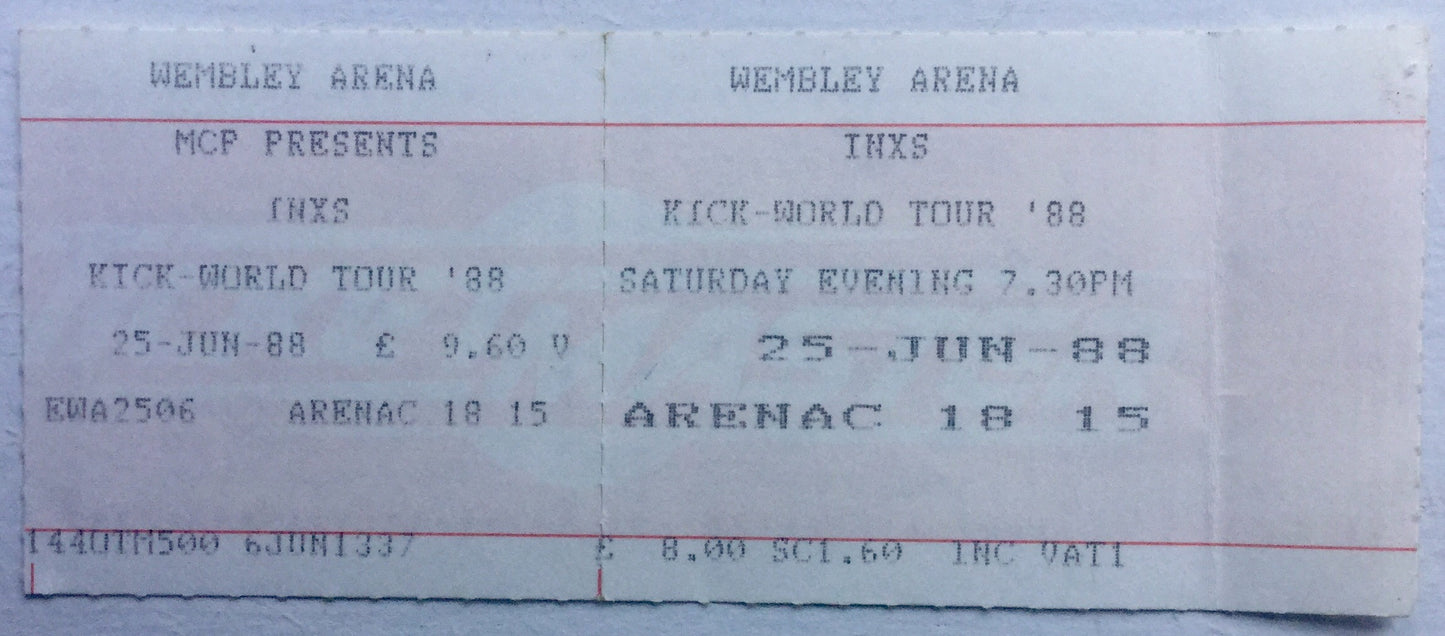 WEMBLEY ARENA
MCP PRESENTS
INXS
KICK-WORLD TOUR '88
25-JUN-88 £ 9.60 V
EWA2506 ARENAC 18 15
144UTM500 6JUN1337
WEMBLEY ARENA
INXS
KICK-WORLD TOUR '88
SATURDAY EVENING 7.30PM
25-JUN-88
ARENAC 18 15
£ 8.00 SC1.60 INC VAT1